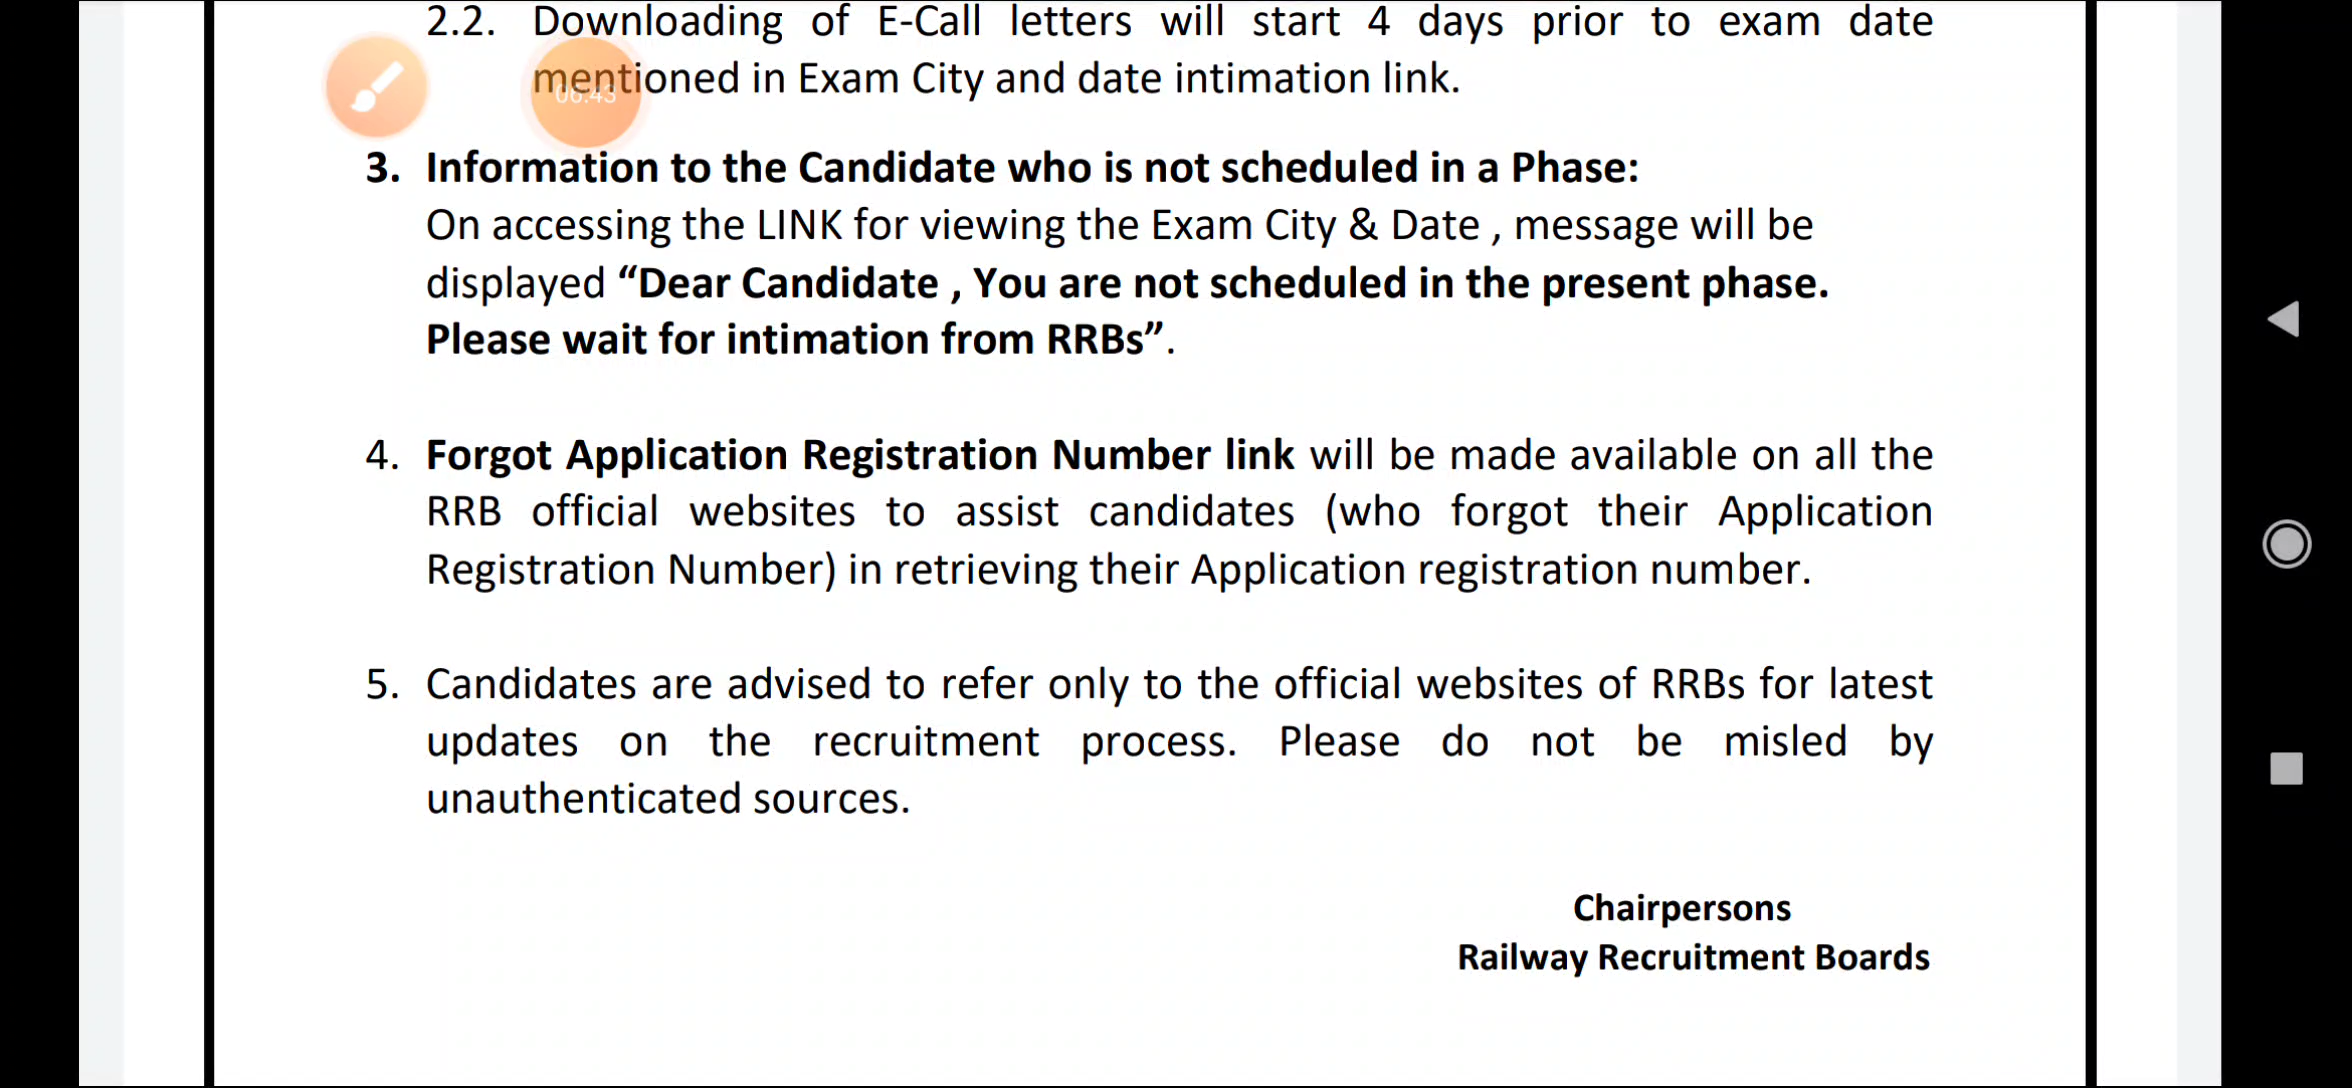 2.2. Downloading of E-Call letters will start 4 days prior to exam date
mentioned in Exam City and date intimation link.
06:43
3. Information to the Candidate who is not scheduled in a Phase:
On accessing the LINK for viewing the Exam City & Date , message will be
displayed “Dear Candidate , You are not scheduled in the present phase.
Please wait for intimation from RRBs”.
4. Forgot Application Registration Number link will be made available on all the
RRB official websites to assist candidates (who forgot their Application
Registration Number) in retrieving their Application registration number.
5. Candidates are advised to refer only to the official websites of RRBs for latest
updates on the recruitment process. Please do not be misled by
unauthenticated sources.
Chairpersons
Railway Recruitment Boards